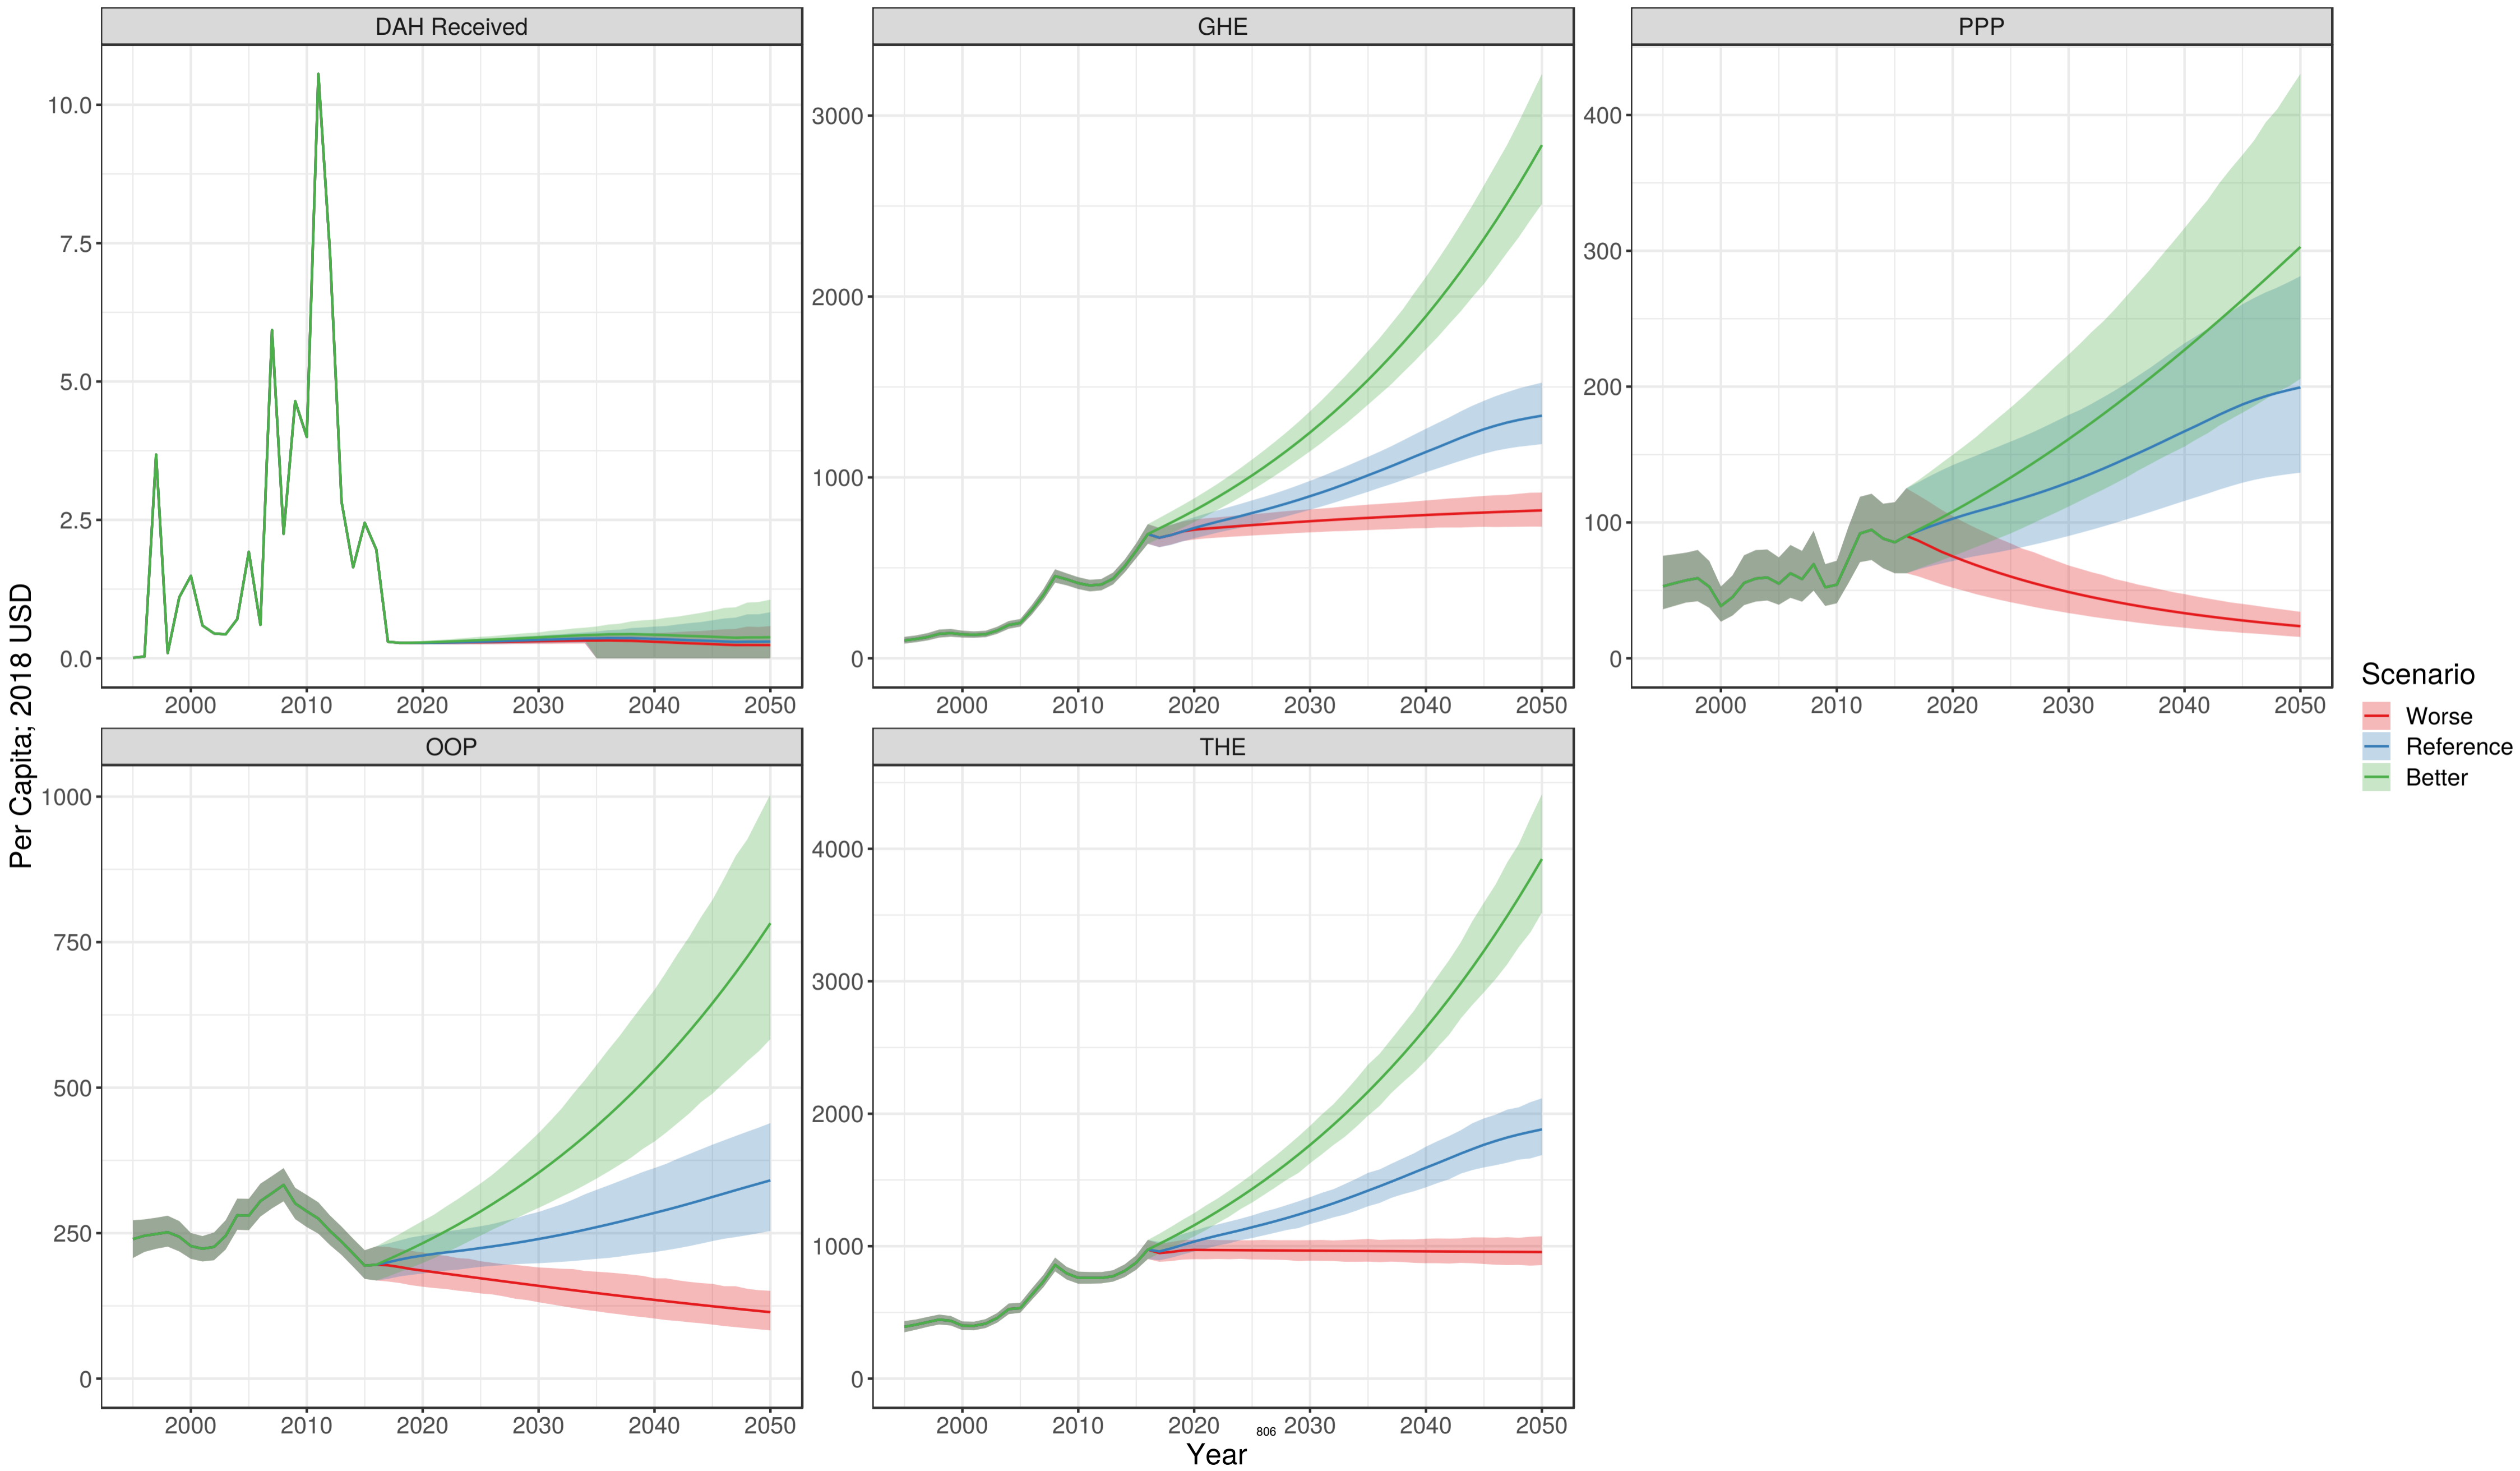 DAH Received
GHE
PPP
10.0
7.5
5.0
2.5
0.0
2000 2010 2020 2030 2040 2050
3000
2000
1000
0
2000 2010 2020 2030 2040 2050
400
300
200
100
0
2000 2010 2020 2030 2040 2050
OOP
THE
1000
750
500
250
0
2000 2010 2020 2030 2040 2050
4000
3000
2000
1000
0
2000 2010 2020 2030 2040 2050
Per Capita; 2018 USD
Year
806
Scenario
Worse
Reference
Better